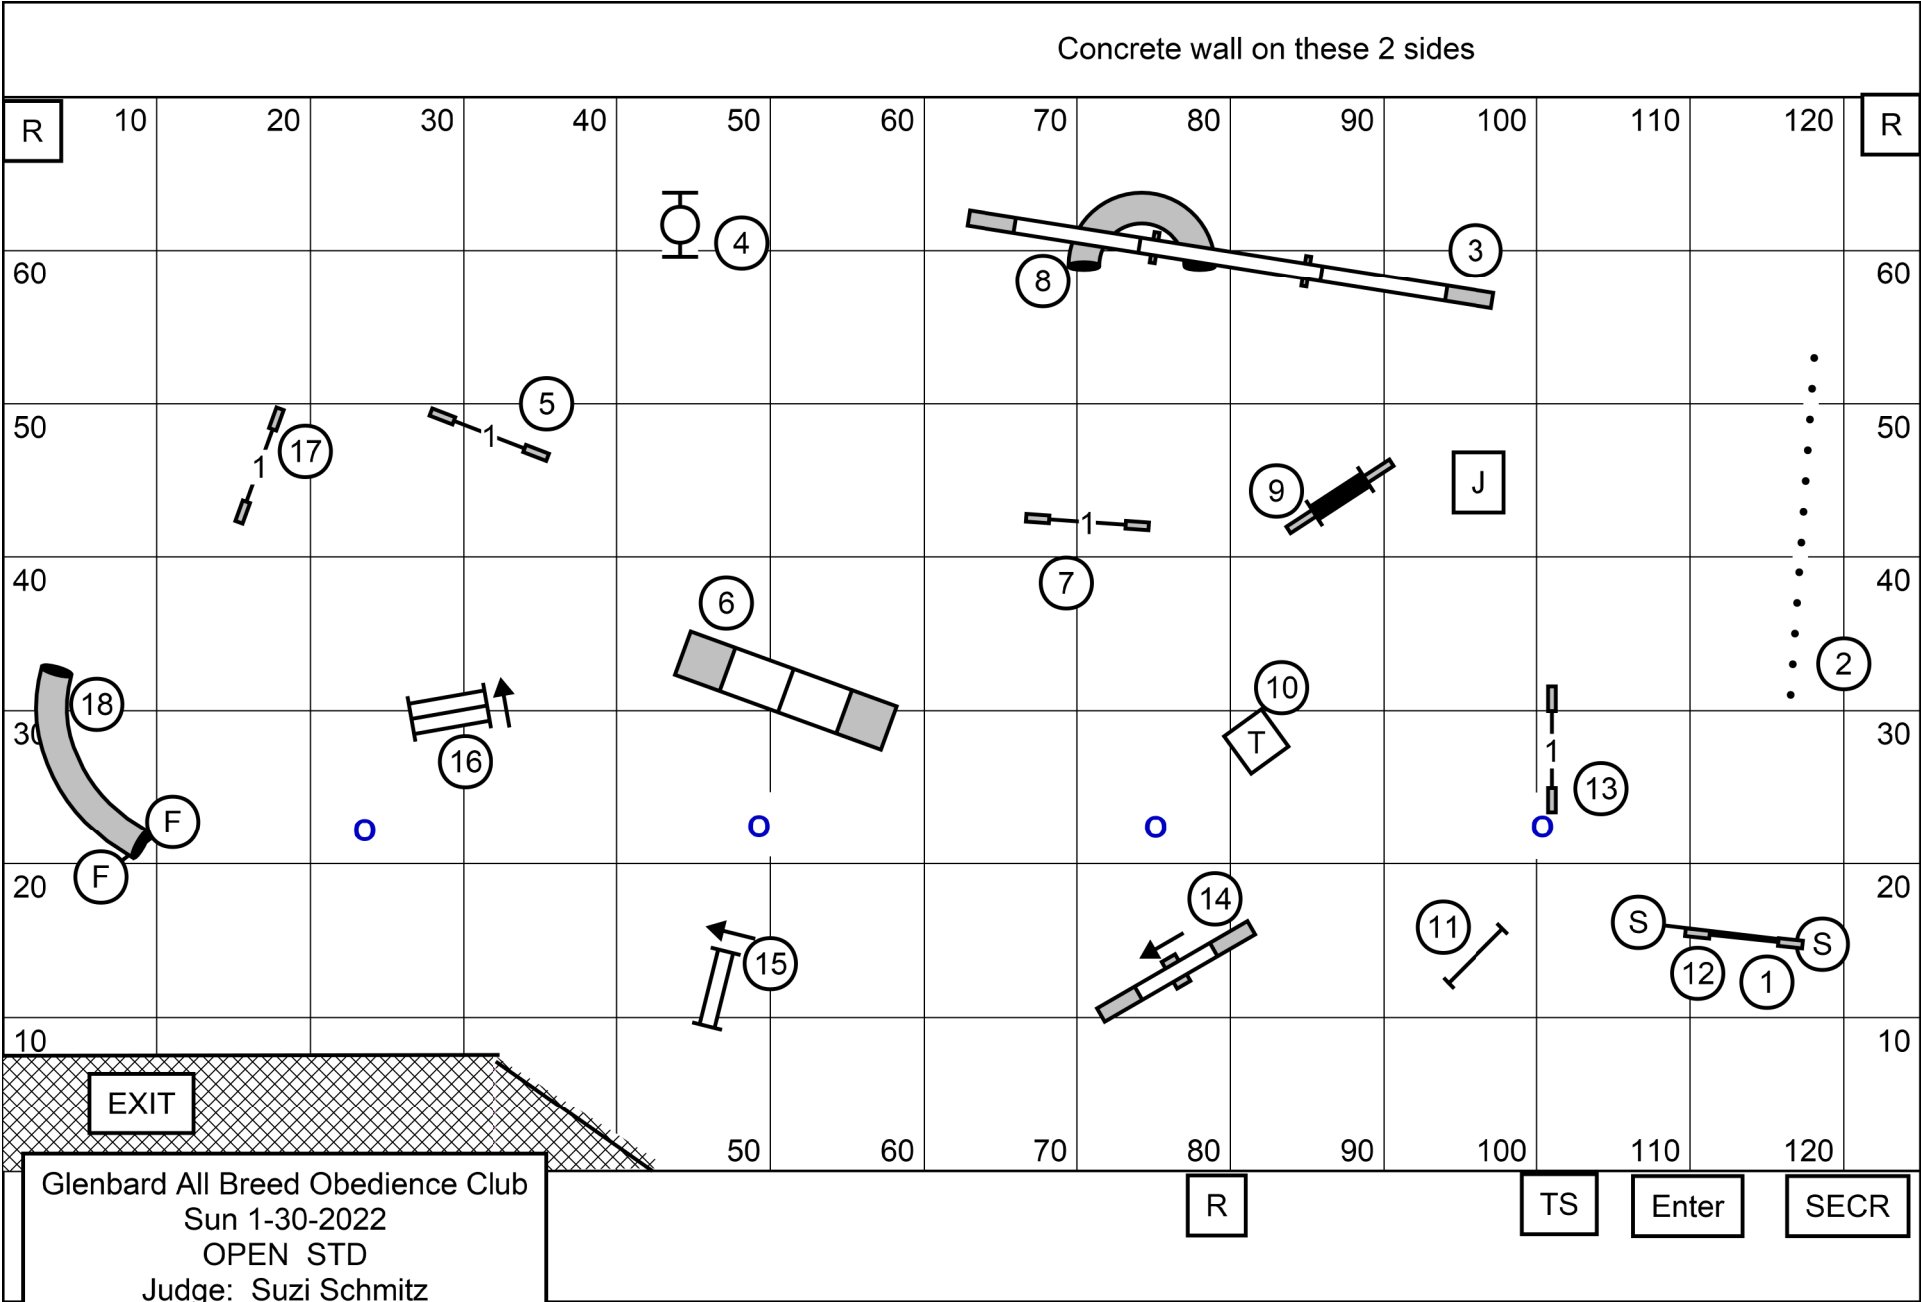 Concrete wall on these 2 sides
R 10 20 30 40 50 60 70 80 90 100 110 120 R
4 3
60 8 60
5
50 17 1 1 50
9 J
1
40 7 40
6
2
18 10
30 16 T 1 30
13
F O O O O
F
20 14 20
11 S S
15 12 1
10 10
EXIT
50 60 70 80 90 100 110 120
Glenbard All Breed Obedience Club
R TS Enter SECR
Sun 1-30-2022
OPEN STD
Judge: Suzi Schmitz